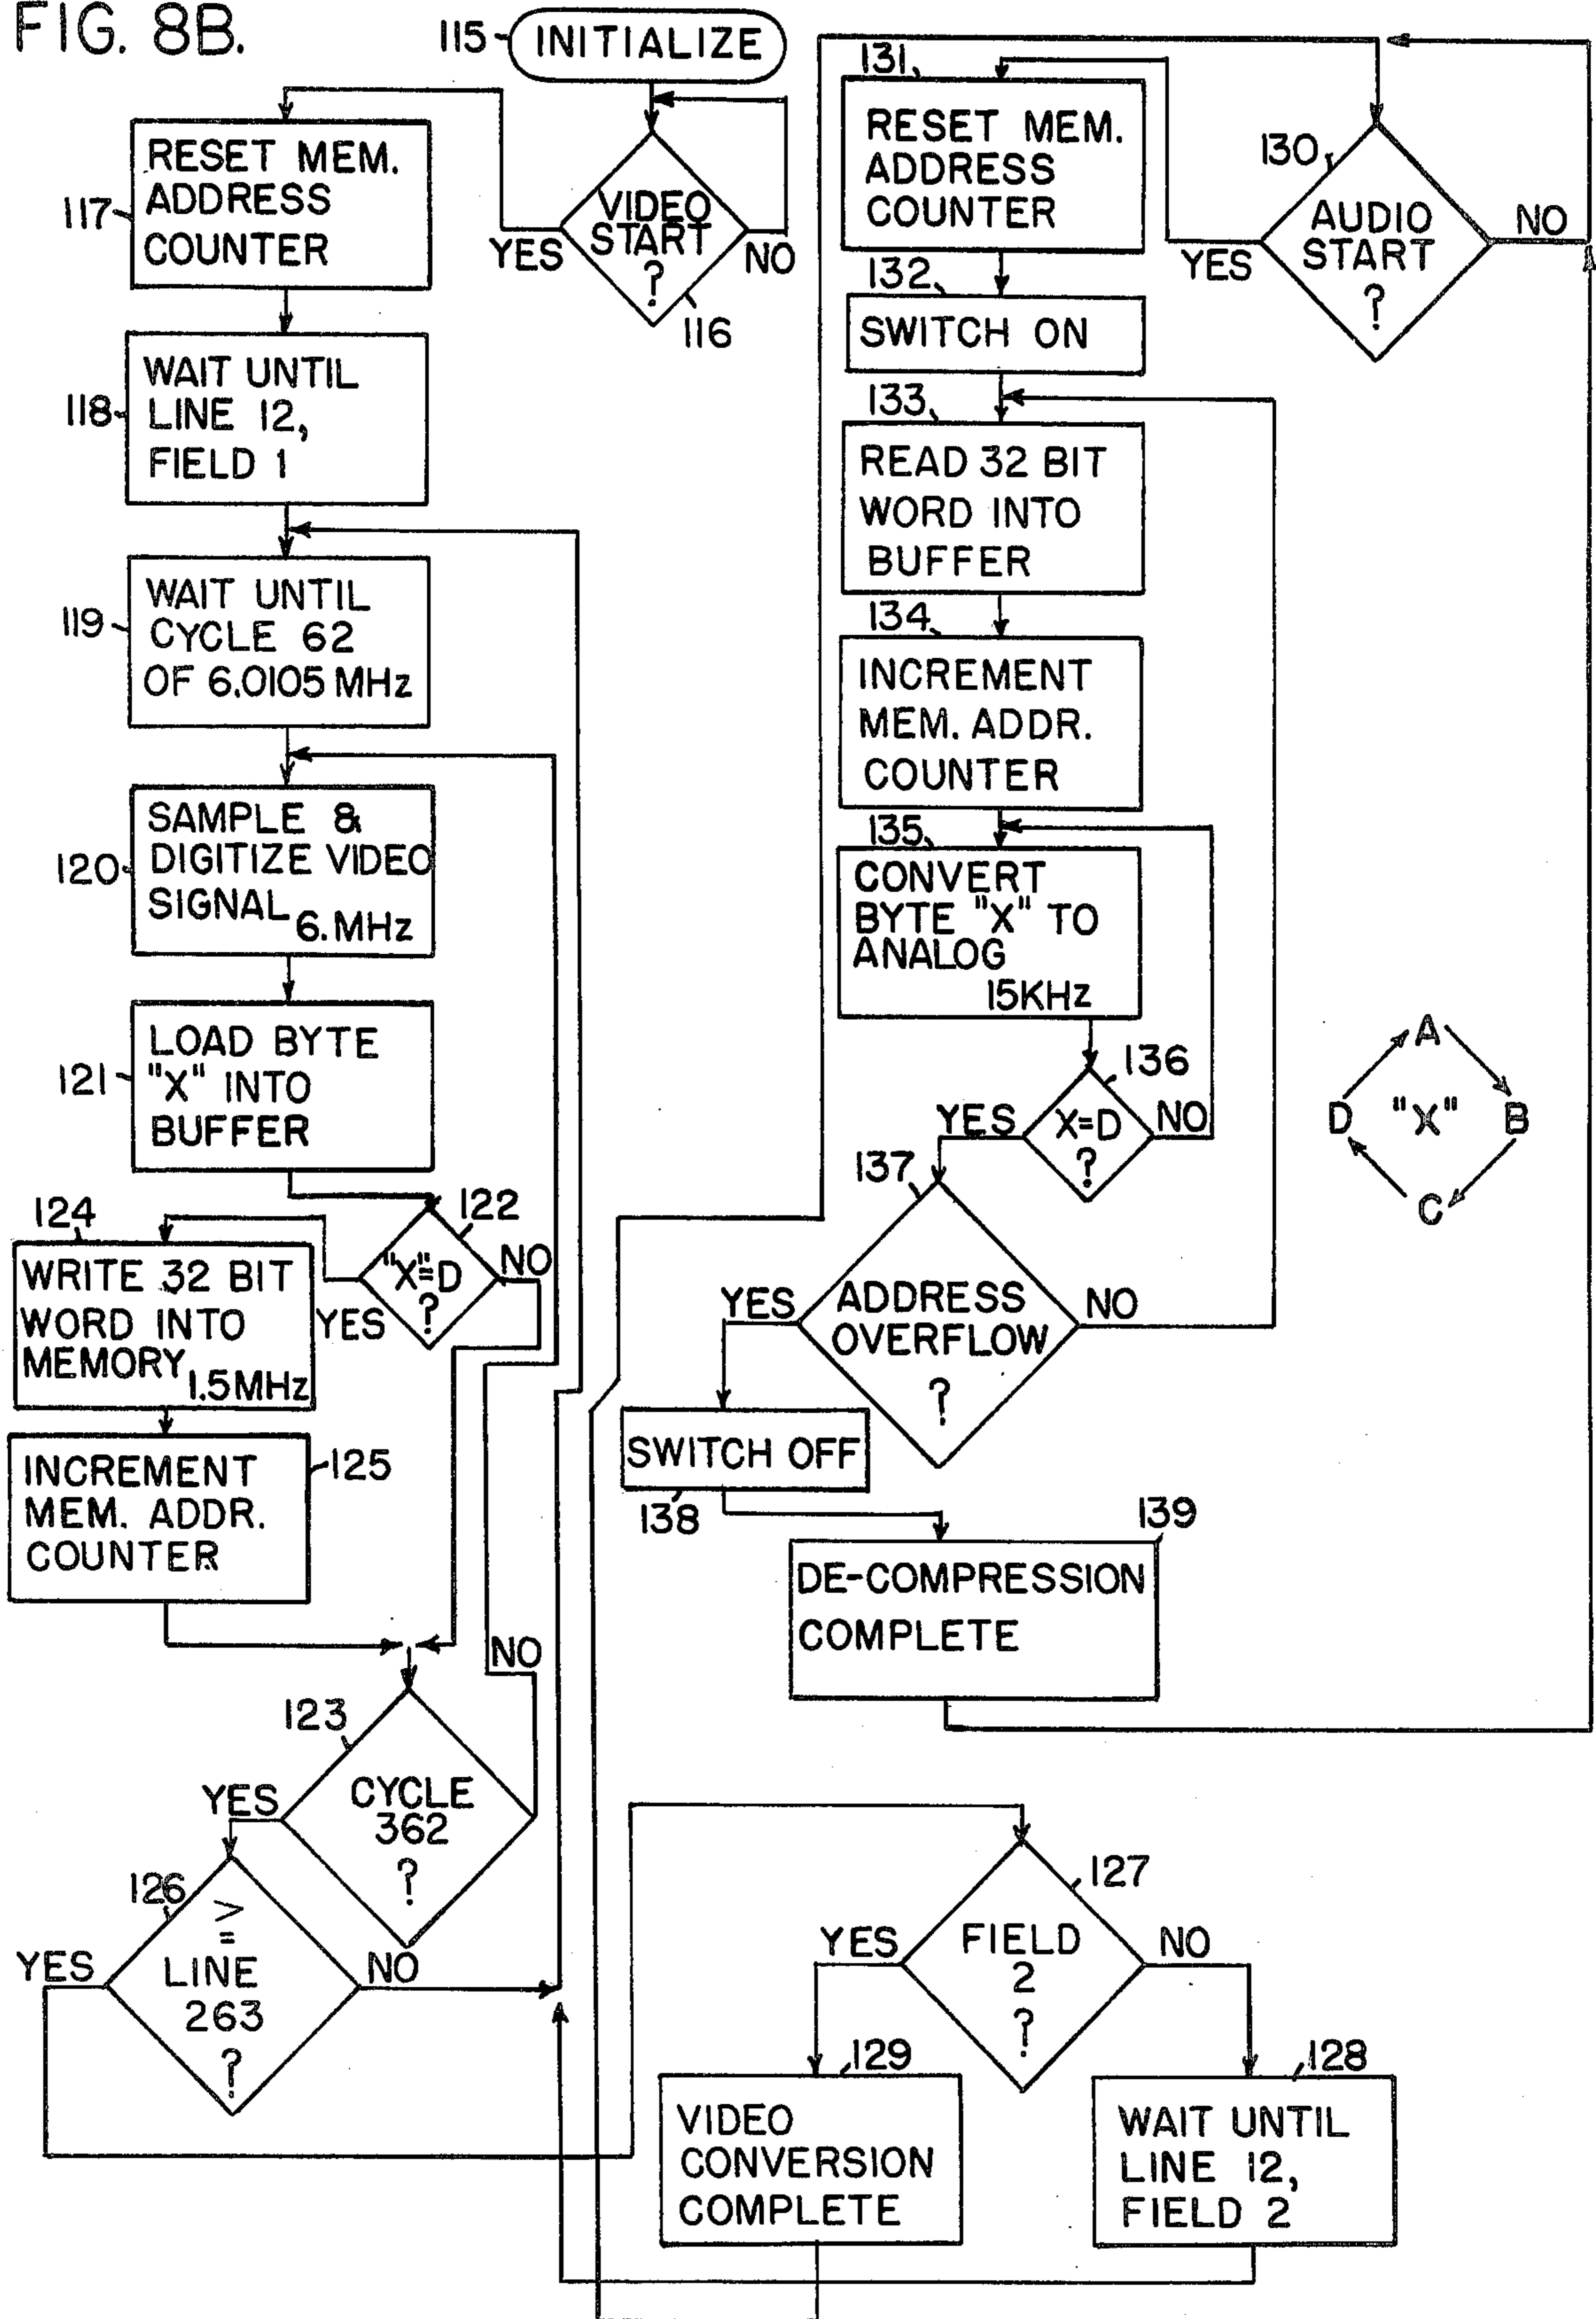 FIG. 8B.
115
INITIALIZE
VIDEO
START
?
YES
NO
116
117
RESET MEM.
ADDRESS
COUNTER
118
WAIT UNTIL
LINE 12,
FIELD 1
119
WAIT UNTIL
CYCLE 62
OF 6.0105 MHz
120
SAMPLE &
DIGITIZE VIDEO
SIGNAL 6.MHz
121
LOAD BYTE
"X" INTO
BUFFER
122
"X"=D
?
YES
NO
124
WRITE 32 BIT
WORD INTO
MEMORY 1.5MHz
125
INCREMENT
MEM. ADDR.
COUNTER
123
CYCLE
362
?
YES
NO
126
>
=
LINE
263
?
YES
NO
127
FIELD
2
?
YES
NO
129
VIDEO
CONVERSION
COMPLETE
128
WAIT UNTIL
LINE 12,
FIELD 2
130
AUDIO
START
?
YES
NO
131
RESET MEM.
ADDRESS
COUNTER
132
SWITCH ON
133
READ 32 BIT
WORD INTO
BUFFER
134
INCREMENT
MEM. ADDR.
COUNTER
135
CONVERT
BYTE "X" TO
ANALOG
15KHz
136
X=D
?
YES
NO
137
ADDRESS
OVERFLOW
?
YES
NO
138
SWITCH OFF
139
DE-COMPRESSION
COMPLETE
A
D "X" B
C